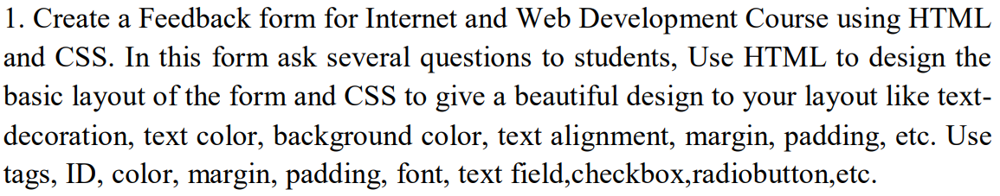 1. Create a Feedback form for Internet and Web Development Course using HTML
and CSS. In this form ask several questions to students, Use HTML to design the
basic layout of the form and CSS to give a beautiful design to your layout like text-
decoration, text color, background color, text alignment, margin, padding, etc. Use
tags, ID, color, margin, padding, font, text field,checkbox,radiobutton,etc.